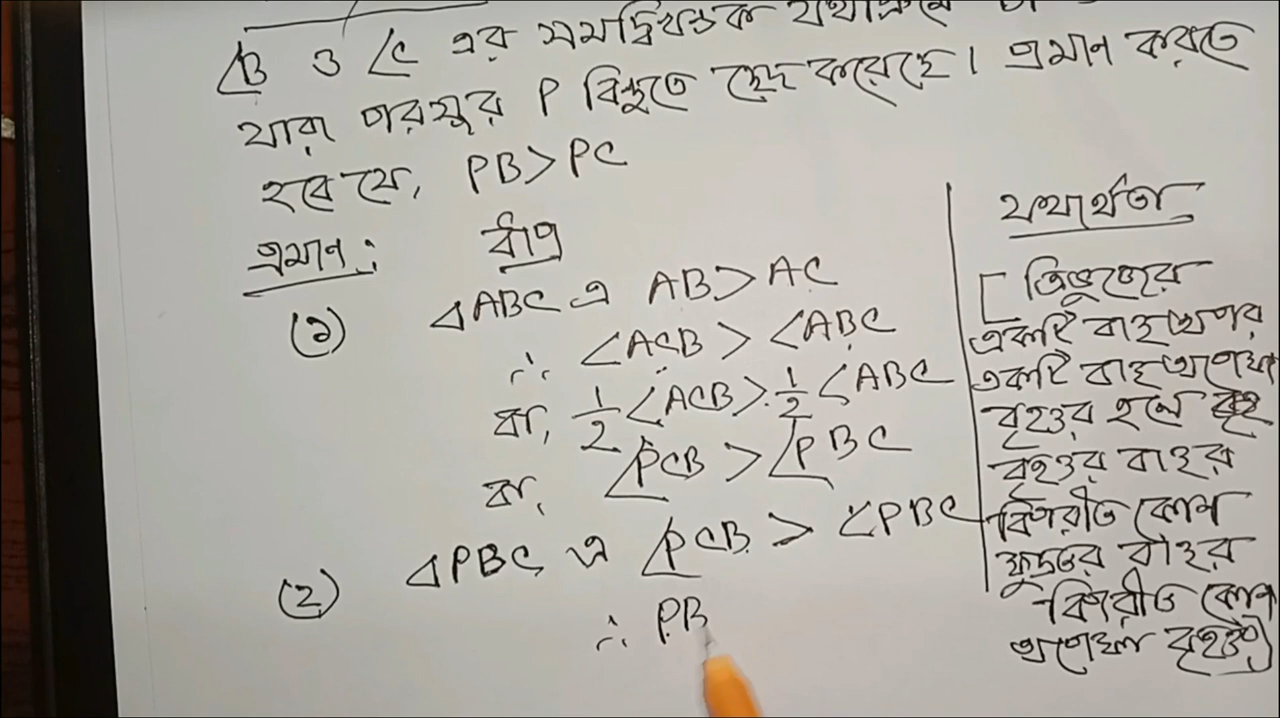 ∠B ও ∠C এর সমদ্বিখণ্ডক যথাক্রমে
যারা পরস্পর P বিন্দুতে ছেদ করেছে। প্রমাণ করতে
হবে যে, PB>PC
প্রমাণ: ধাপ
(১) △ABC এ AB>AC
∴ <ACB > <ABC
বা, 1/2 <ACB > 1/2 <ABC
বা, ∠PCB > ∠PBC
(২) △PBC এ ∠PCB > <PBC
∴ PB
যথার্থতা
[ত্রিভুজের
একটি বাহু অপর
একটি বাহু অপেক্ষা
বৃহত্তর হলে
বৃহত্তর বাহুর
বিপরীত কোণ
ক্ষুদ্রতর বাহুর
বিপরীত কোণ
অপেক্ষা বৃহত্তর]